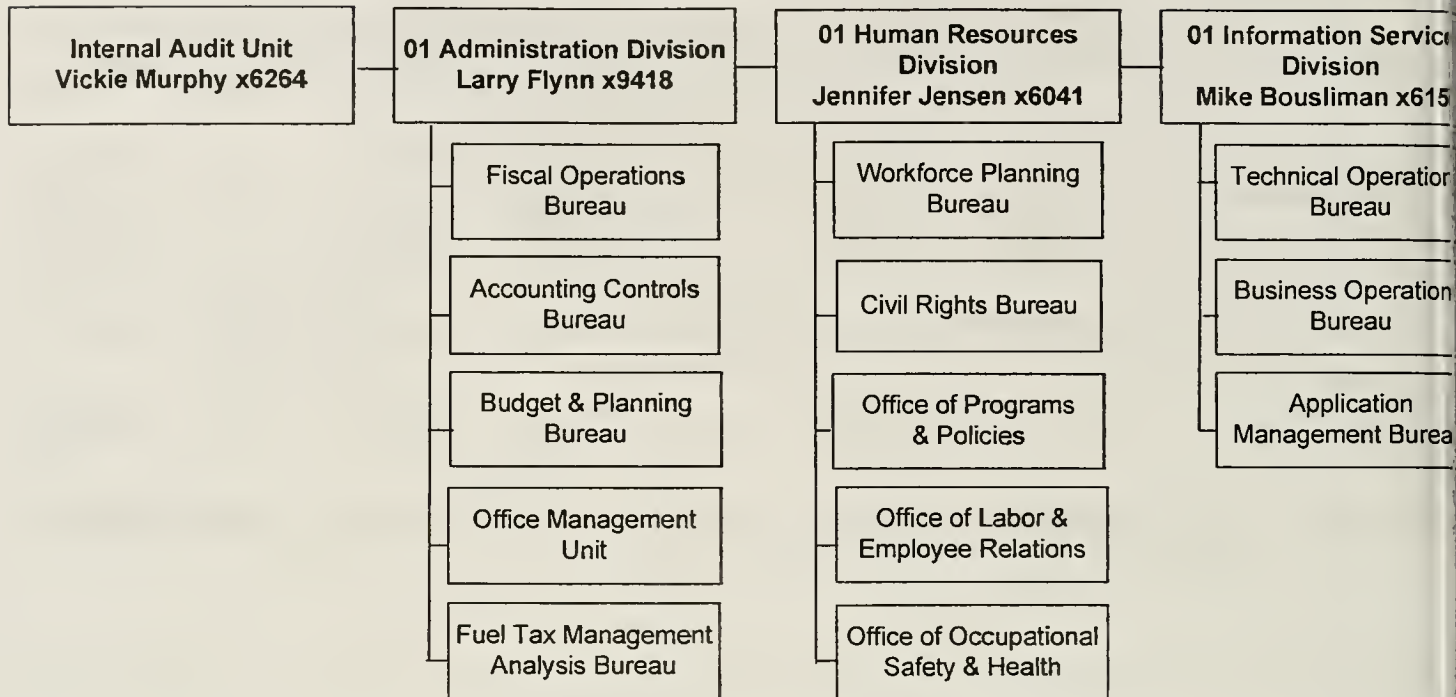 Internal Audit Unit
Vickie Murphy x6264
01 Administration Division
Larry Flynn x9418
Fiscal Operations
Bureau
Accounting Controls
Bureau
Budget & Planning
Bureau
Office Management
Unit
Fuel Tax Management
Analysis Bureau
01 Human Resources
Division
Jennifer Jensen x6041
Workforce Planning
Bureau
Civil Rights Bureau
Office of Programs
& Policies
Office of Labor &
Employee Relations
Office of Occupational
Safety & Health
01 Information Service
Division
Mike Bousliman x615
Technical Operation
Bureau
Business Operation
Bureau
Application
Management Burea